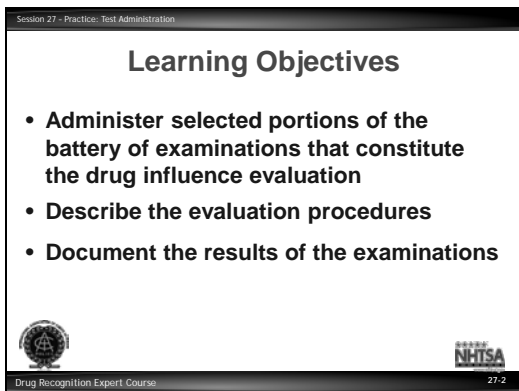 Session 27 - Practice: Test Administration
Learning Objectives
• Administer selected portions of the
battery of examinations that constitute
the drug influence evaluation
• Describe the evaluation procedures
• Document the results of the examinations
NHTSA
Drug Recognition Expert Course
27-2